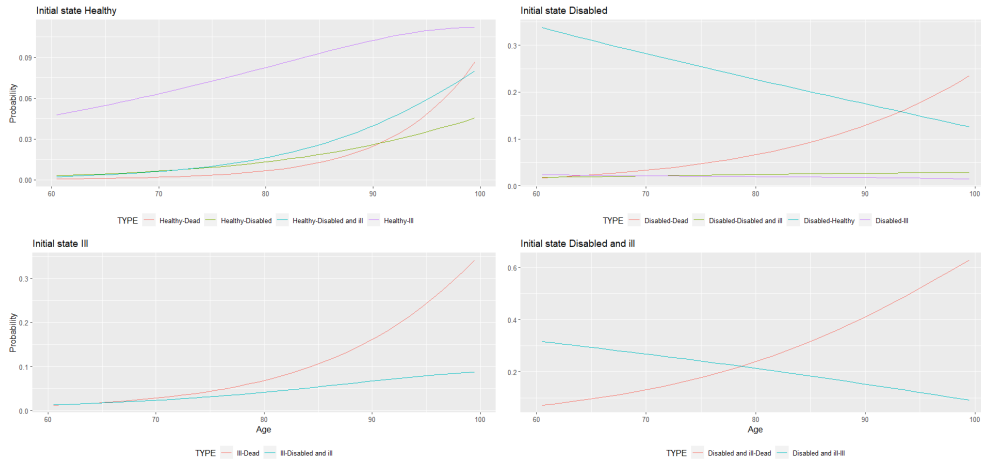 Initial state Healthy
Probability
0.09
0.06
0.03
0.00
60 70 80 90 100
TYPE Healthy-Dead Healthy-Disabled Healthy-Disabled and ill Healthy-Ill
Initial state Disabled
0.3
0.2
0.1
0.0
60 70 80 90 100
TYPE Disabled-Dead Disabled-Disabled and ill Disabled-Healthy Disabled-Ill
Initial state Ill
Probability
0.3
0.2
0.1
0.0
60 70 80 90 100
Age
TYPE Ill-Dead Ill-Disabled and ill
Initial state Disabled and ill
0.6
0.4
0.2
60 70 80 90 100
Age
TYPE Disabled and ill-Dead Disabled and ill-Ill